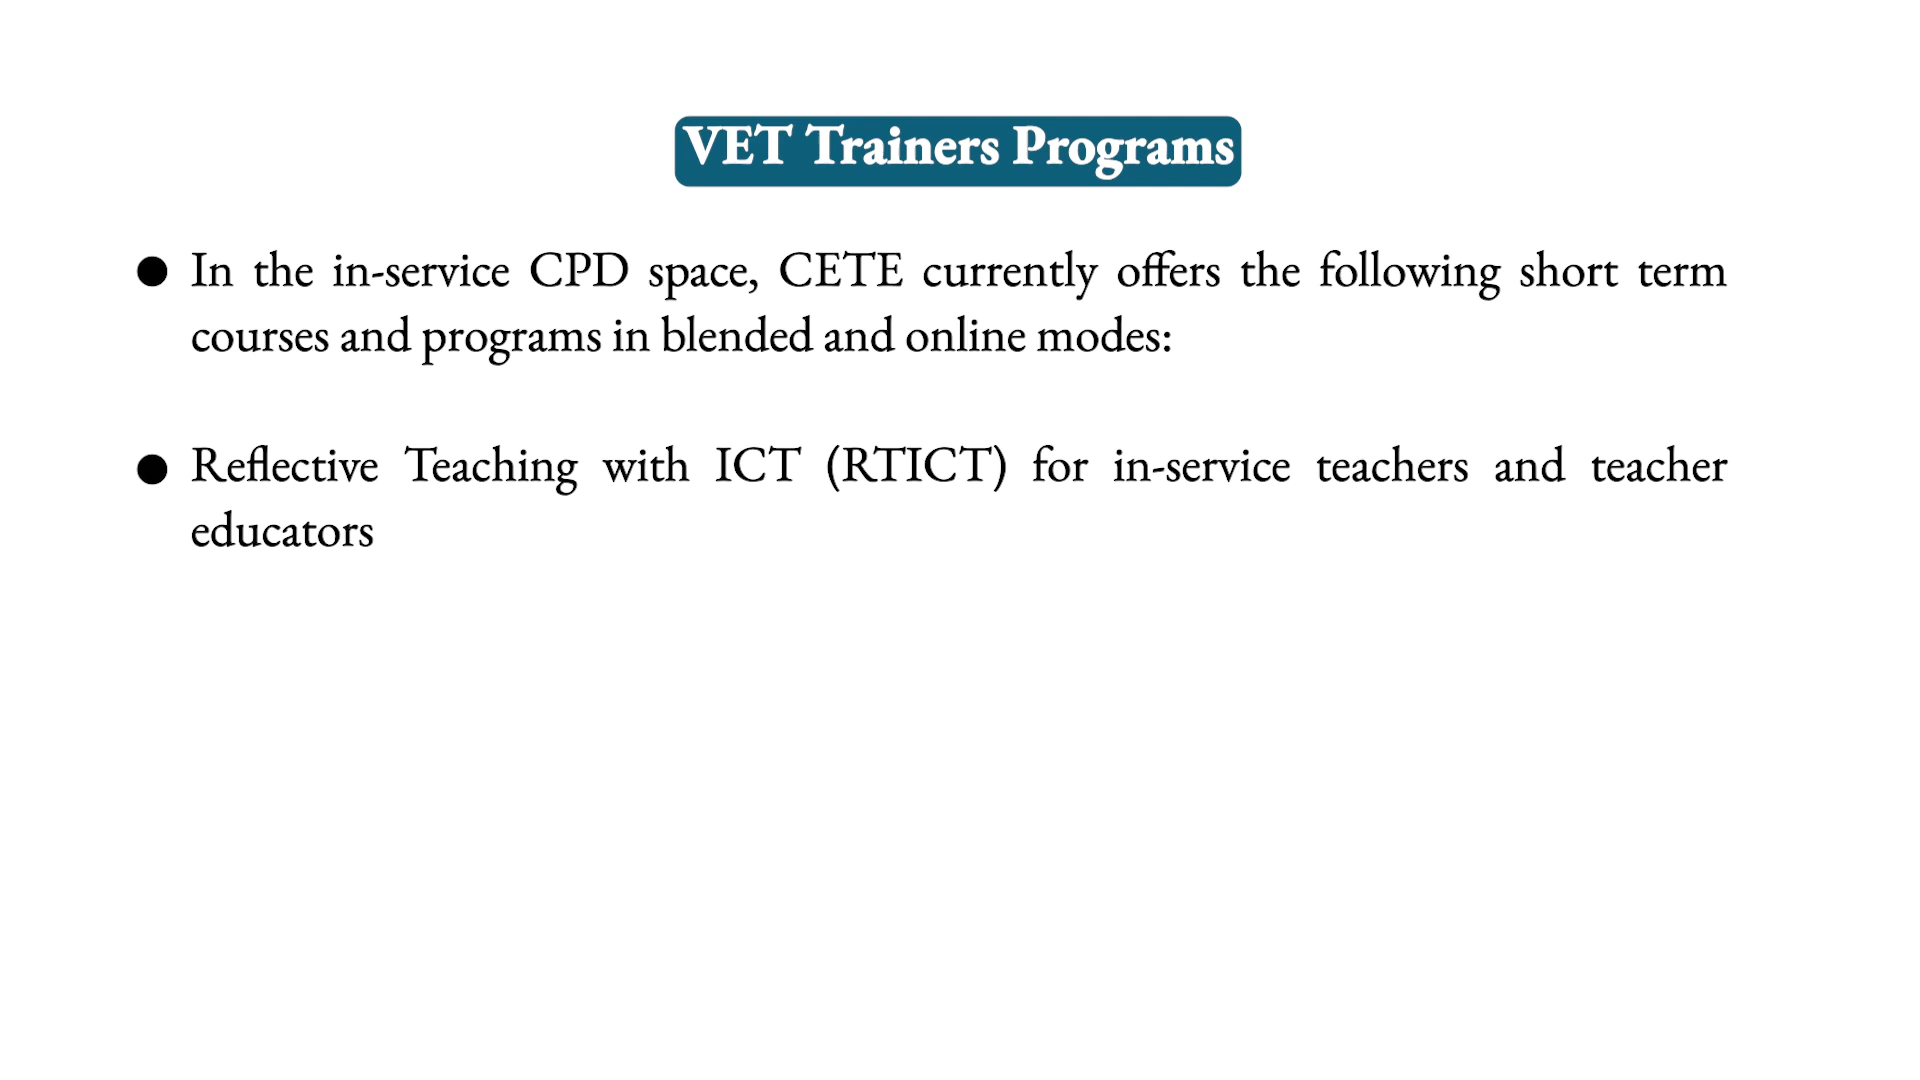 VET Trainers Programs
● In the in-service CPD space, CETE currently offers the following short term
courses and programs in blended and online modes:
● Reflective Teaching with ICT (RTICT) for in-service teachers and teacher
educators